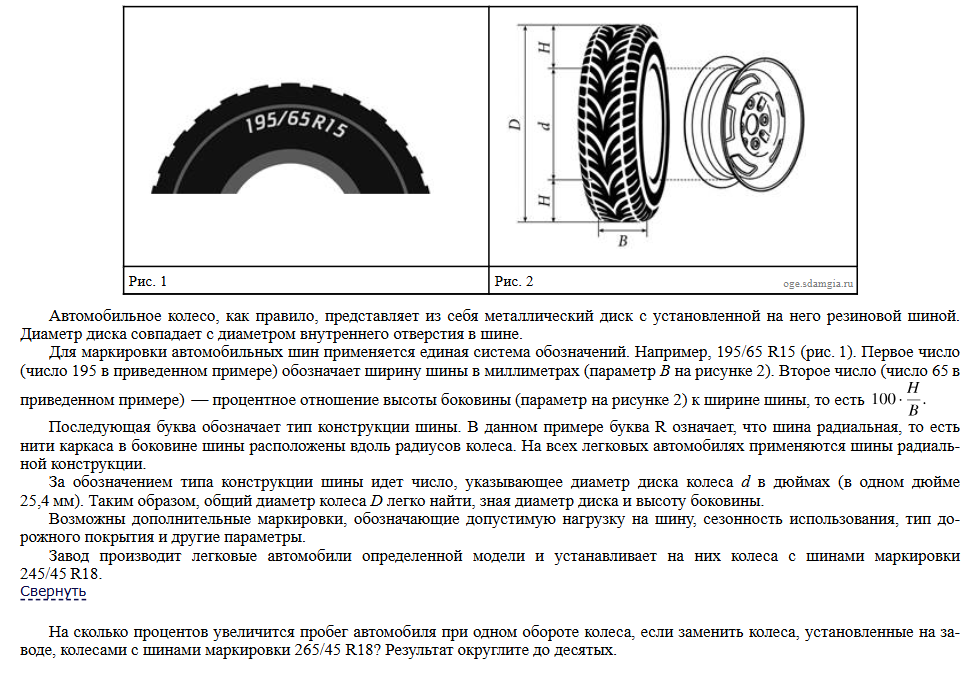 195/65R15
H
D
d
H
B
Рис. 1
Рис. 2
oge.sdamgia.ru
Автомобильное колесо, как правило, представляет из себя металлический диск с установленной на него резиновой шиной.
Диаметр диска совпадает с диаметром внутреннего отверстия в шине.
Для маркировки автомобильных шин применяется единая система обозначений. Например, 195/65 R15 (рис. 1). Первое число
(число 195 в приведенном примере) обозначает ширину шины в миллиметрах (параметр B на рисунке 2). Второе число (число 65 в
приведенном примере) — процентное отношение высоты боковины (параметр на рисунке 2) к ширине шины, то есть 100 · H/B.
Последующая буква обозначает тип конструкции шины. В данном примере буква R означает, что шина радиальная, то есть
нити каркаса в боковине шины расположены вдоль радиусов колеса. На всех легковых автомобилях применяются шины радиаль-
ной конструкции.
За обозначением типа конструкции шины идет число, указывающее диаметр диска колеса d в дюймах (в одном дюйме
25,4 мм). Таким образом, общий диаметр колеса D легко найти, зная диаметр диска и высоту боковины.
Возможны дополнительные маркировки, обозначающие допустимую нагрузку на шину, сезонность использования, тип до-
рожного покрытия и другие параметры.
Завод производит легковые автомобили определенной модели и устанавливает на них колеса с шинами маркировки
245/45 R18.
Свернуть
На сколько процентов увеличится пробег автомобиля при одном обороте колеса, если заменить колеса, установленные на за-
воде, колесами с шинами маркировки 265/45 R18? Результат округлите до десятых.